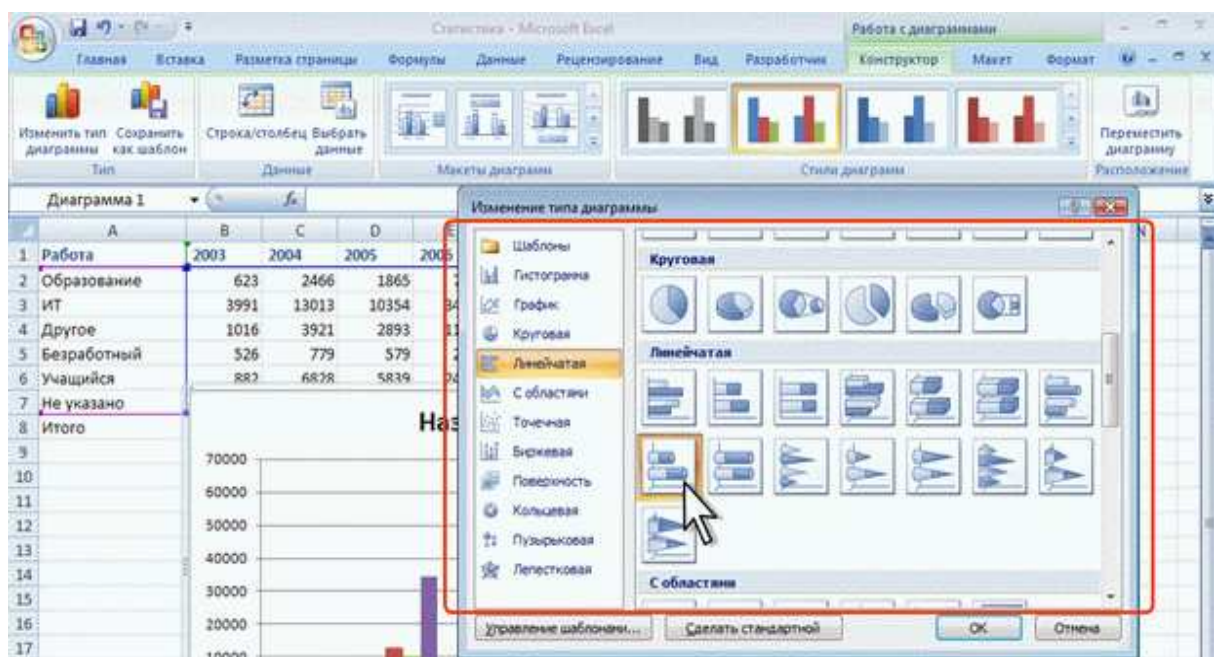 Статистика - Microsoft Excel
Работа с диаграммами
Главная Вставка Разметка страницы Формулы Данные Рецензирование Вид Разработчик Конструктор Макет Формат
Изменить тип диаграммы
Сохранить как шаблон
Строка/столбец
Выбрать данные
Переместить диаграмму
Тип Данные Макеты диаграмм Стили диаграмм Расположение
Диаграмма 1
fx
A B C D E N
1 Работа 2003 2004 2005
2 Образование 623 2466 1865
3 ИТ 3991 13013 10354
4 Другое 1016 3921 2893
5 Безработный 526 779 579
6 Учащийся 882 6828 5839
7 Не указано
8 Итого
9
10
11
12
13
14
15
16
17
Наз
70000
60000
50000
40000
30000
20000
10000
Изменение типа диаграммы
Шаблоны
Гистограмма
График
Круговая
Линейчатая
С областями
Точечная
Биржевая
Поверхность
Кольцевая
Пузырьковая
Лепестковая
Круговая
Линейчатая
С областями
Управление шаблонами... Сделать стандартной ОК Отмена